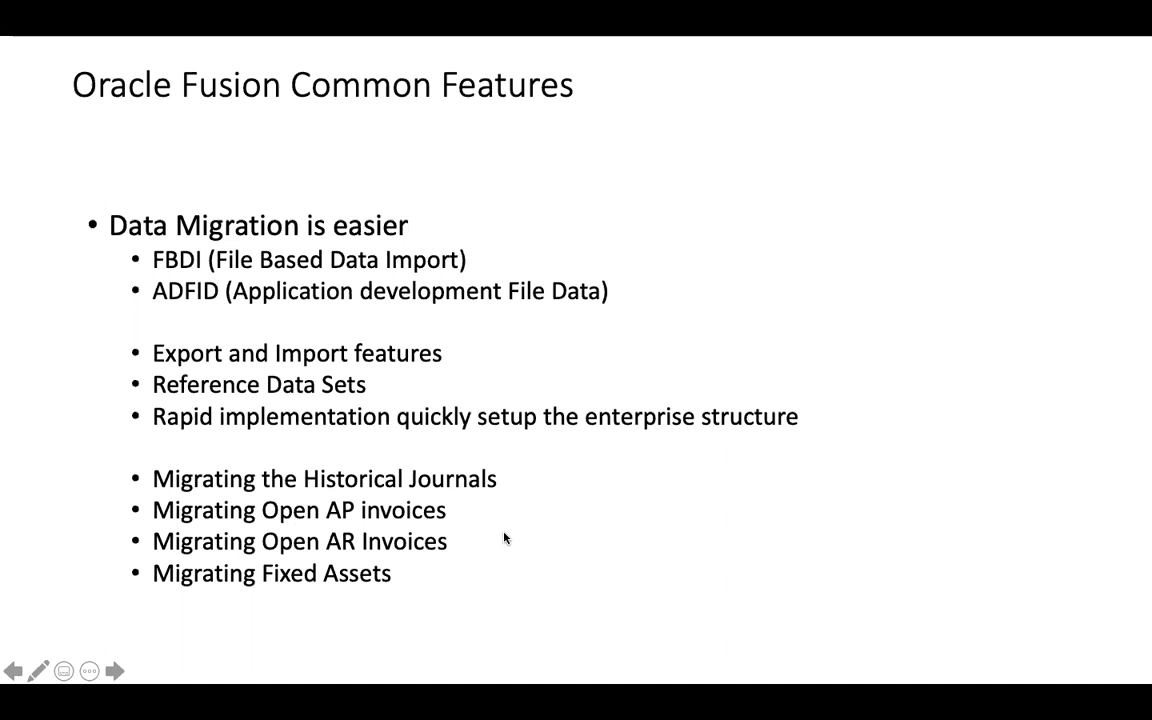 Oracle Fusion Common Features
• Data Migration is easier
• FBDI (File Based Data Import)
• ADFID (Application development File Data)
• Export and Import features
• Reference Data Sets
• Rapid implementation quickly setup the enterprise structure
• Migrating the Historical Journals
• Migrating Open AP invoices
• Migrating Open AR Invoices
• Migrating Fixed Assets